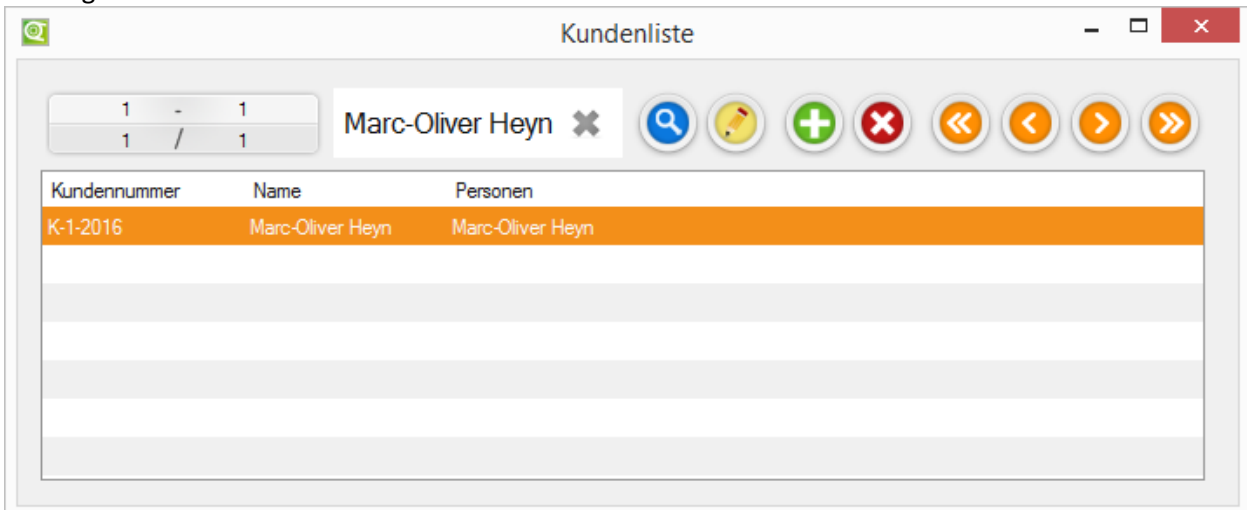 Kundenliste
1 - 1
1 / 1
Marc-Oliver Heyn
Kundennummer Name Personen
K-1-2016 Marc-Oliver Heyn Marc-Oliver Heyn